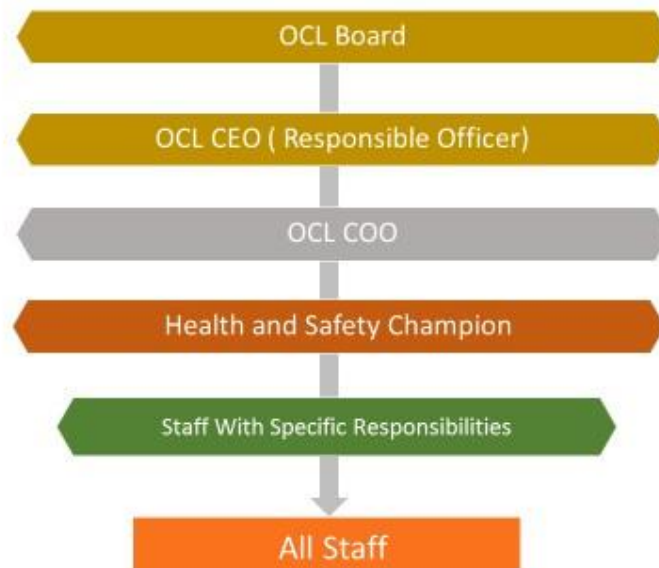 OCL Board
OCL CEO ( Responsible Officer)
OCL COO
Health and Safety Champion
Staff With Specific Responsibilities
All Staff